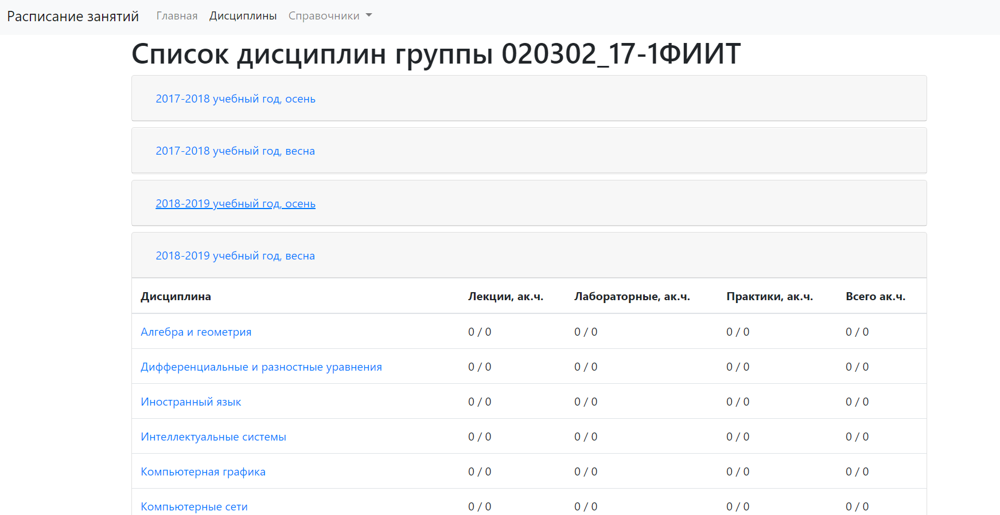 Расписание занятий Главная Дисциплины Справочники
Список дисциплин группы 020302_17-1ФИИТ
2017-2018 учебный год, осень
2017-2018 учебный год, весна
2018-2019 учебный год, осень
2018-2019 учебный год, весна
Дисциплина Лекции, ак.ч. Лабораторные, ак.ч. Практики, ак.ч. Всего ак.ч.
Алгебра и геометрия 0 / 0 0 / 0 0 / 0 0 / 0
Дифференциальные и разностные уравнения 0 / 0 0 / 0 0 / 0 0 / 0
Иностранный язык 0 / 0 0 / 0 0 / 0 0 / 0
Интеллектуальные системы 0 / 0 0 / 0 0 / 0 0 / 0
Компьютерная графика 0 / 0 0 / 0 0 / 0 0 / 0
Компьютерные сети 0 / 0 0 / 0 0 / 0 0 / 0